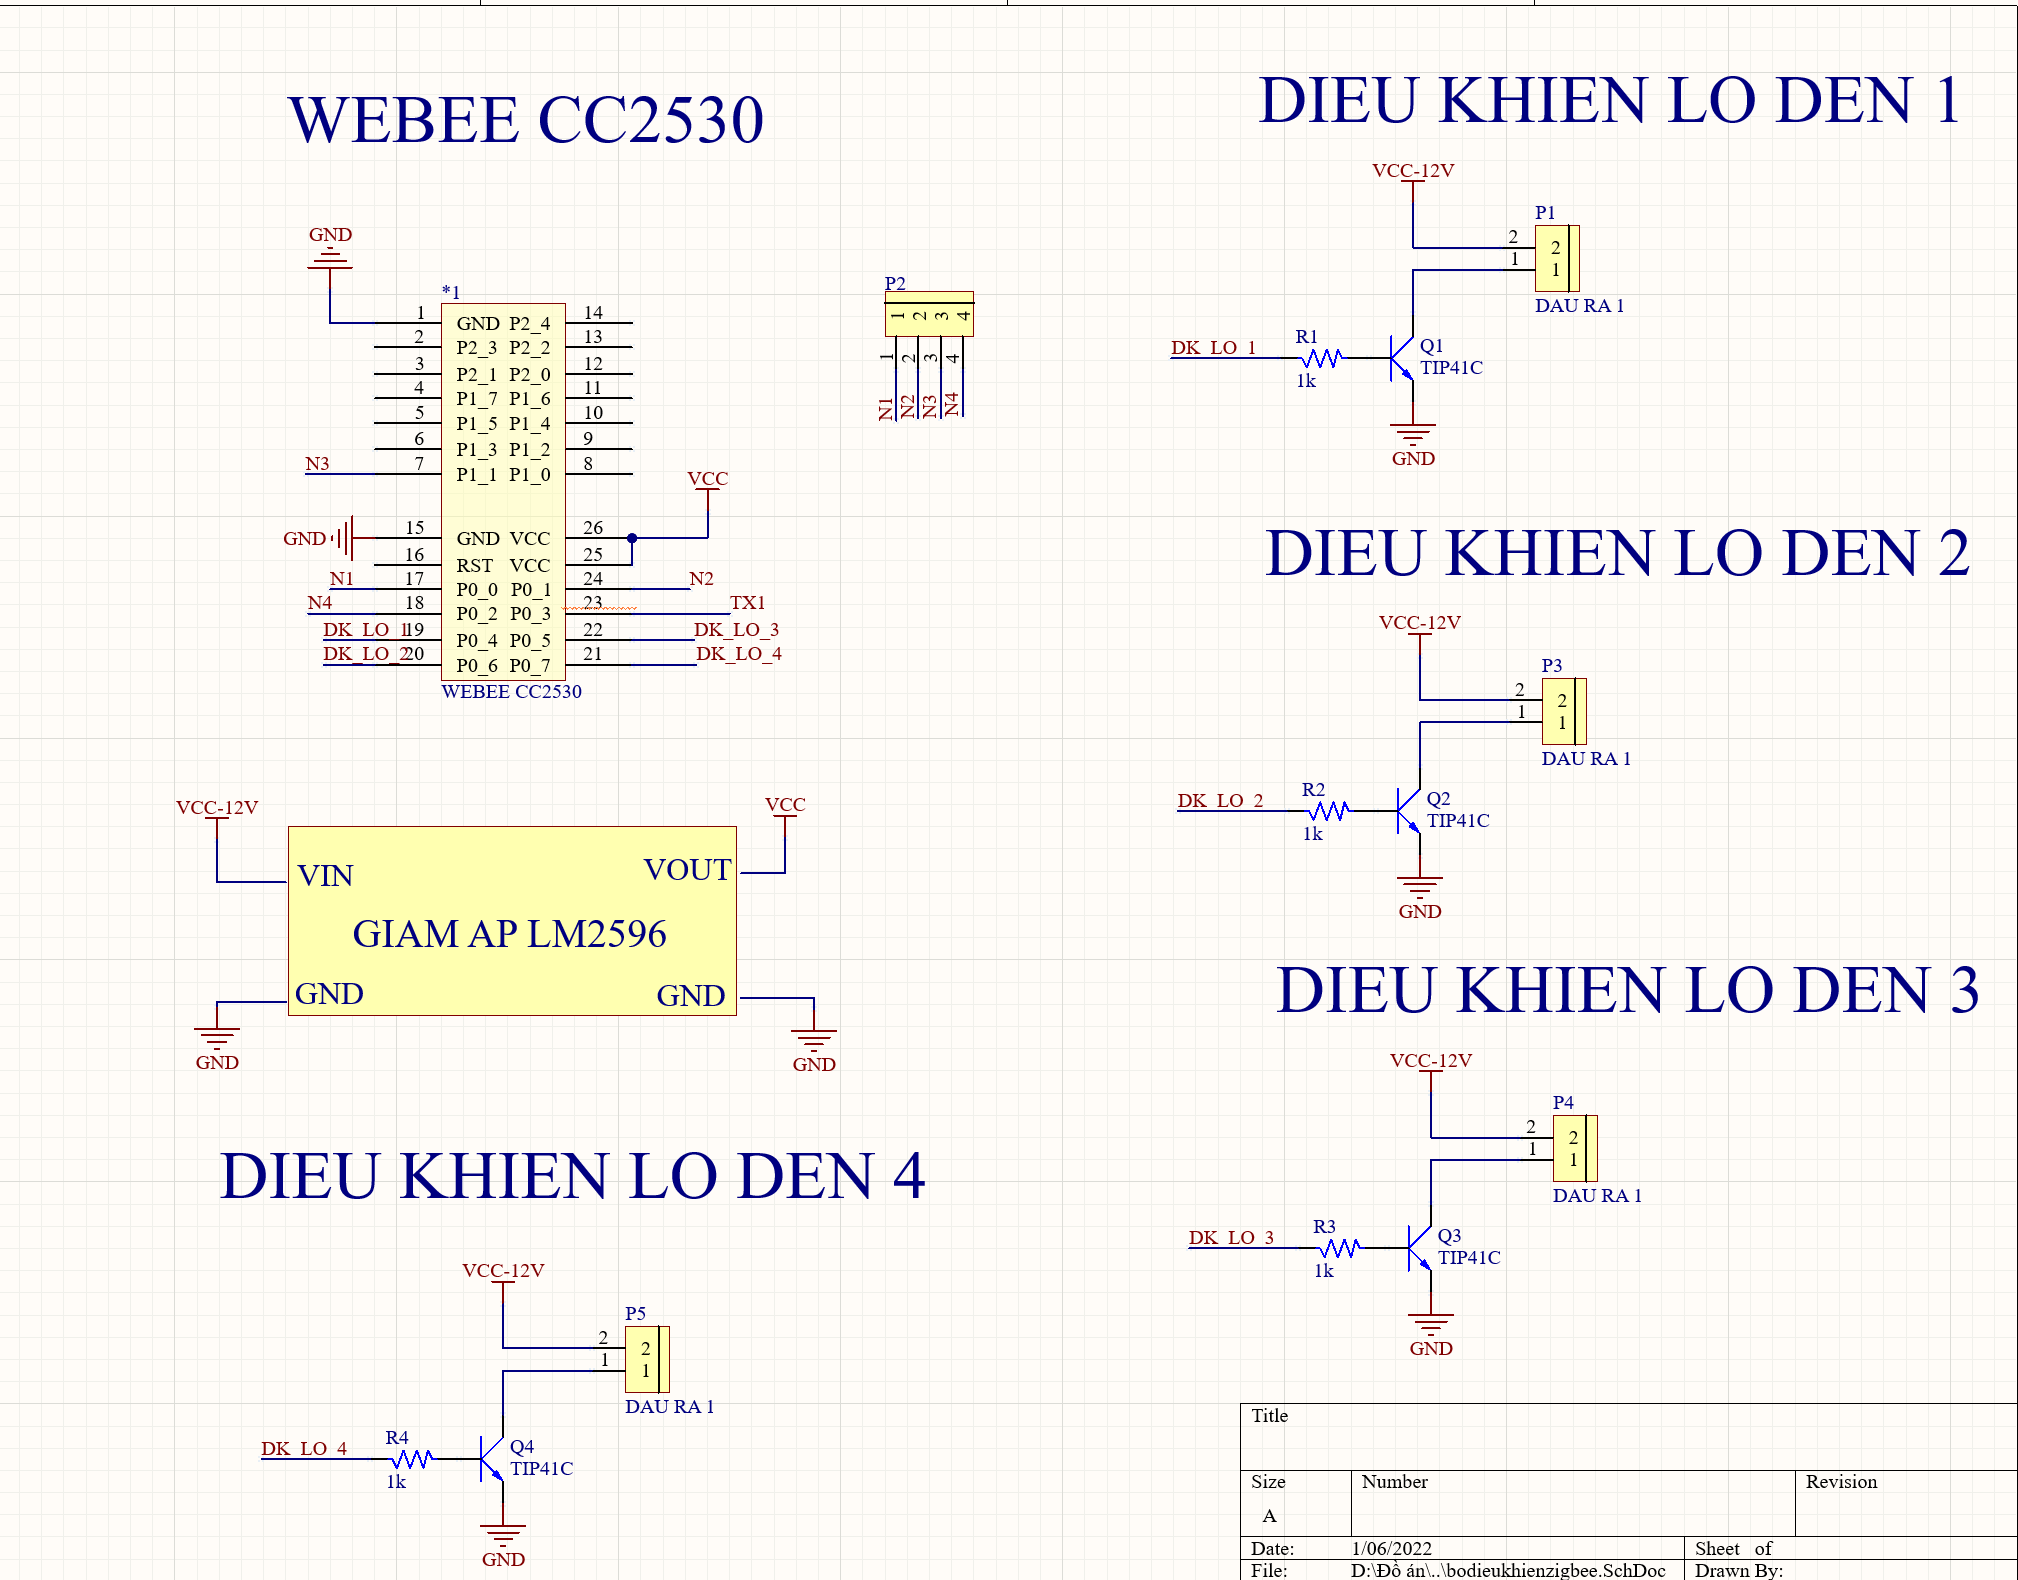 WEBEE CC2530
GND
*1
1 GND P2_4 14
2 P2_3 P2_2 13
3 P2_1 P2_0 12
4 P1_7 P1_6 11
5 P1_5 P1_4 10
6 P1_3 P1_2 9
N3 7 P1_1 P1_0 8
VCC
GND 15 GND VCC 26
16 RST VCC 25
N1 17 P0_0 P0_1 24 N2
N4 18 P0_2 P0_3 23 TX1
DK_LO_1 19 P0_4 P0_5 22 DK_LO_3
DK_LO_2 20 P0_6 P0_7 21 DK_LO_4
WEBEE CC2530
P2
1 2 3 4
1 2 3 4
N1 N2 N3 N4
VCC-12V
VCC
VIN
VOUT
GIAM AP LM2596
GND
GND
GND
GND
DIEU KHIEN LO DEN 1
VCC-12V
P1
2 2
1 1
DAU RA 1
DK_LO_1
R1
1k
Q1
TIP41C
GND
DIEU KHIEN LO DEN 2
VCC-12V
P3
2 2
1 1
DAU RA 1
DK_LO_2
R2
1k
Q2
TIP41C
GND
DIEU KHIEN LO DEN 3
VCC-12V
P4
2 2
1 1
DAU RA 1
DK_LO_3
R3
1k
Q3
TIP41C
GND
DIEU KHIEN LO DEN 4
VCC-12V
P5
2 2
1 1
DAU RA 1
DK_LO_4
R4
1k
Q4
TIP41C
GND
Title
Size
Number
Revision
A
Date: 1/06/2022 Sheet of
File: D:\Đồ án\..\bodieukhienzigbee.SchDoc Drawn By: